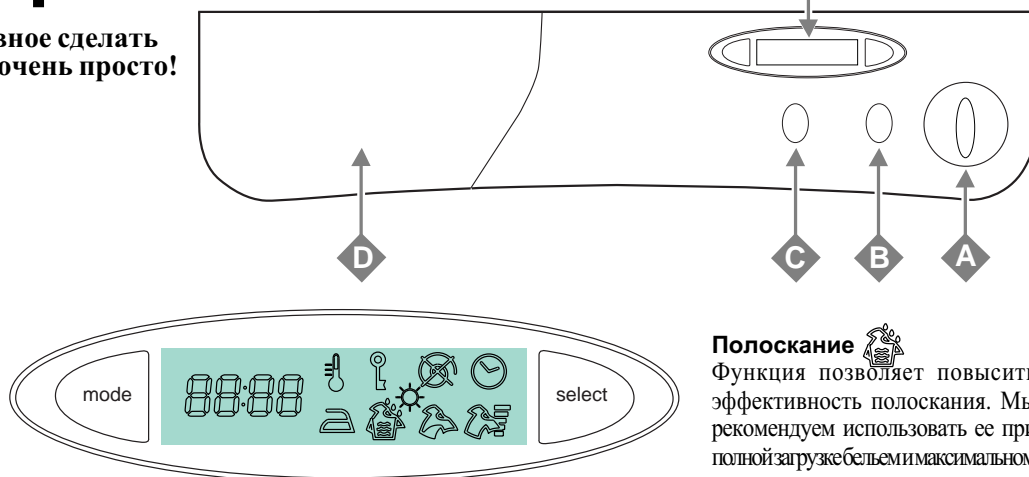 вное сделать
очень просто!
D
C
B
A
mode
88:88
select
Полоскание
Функция позволяет повысить
эффективность полоскания. Мы
рекомендуем использовать ее при
полной загрузке бельем и максимальном